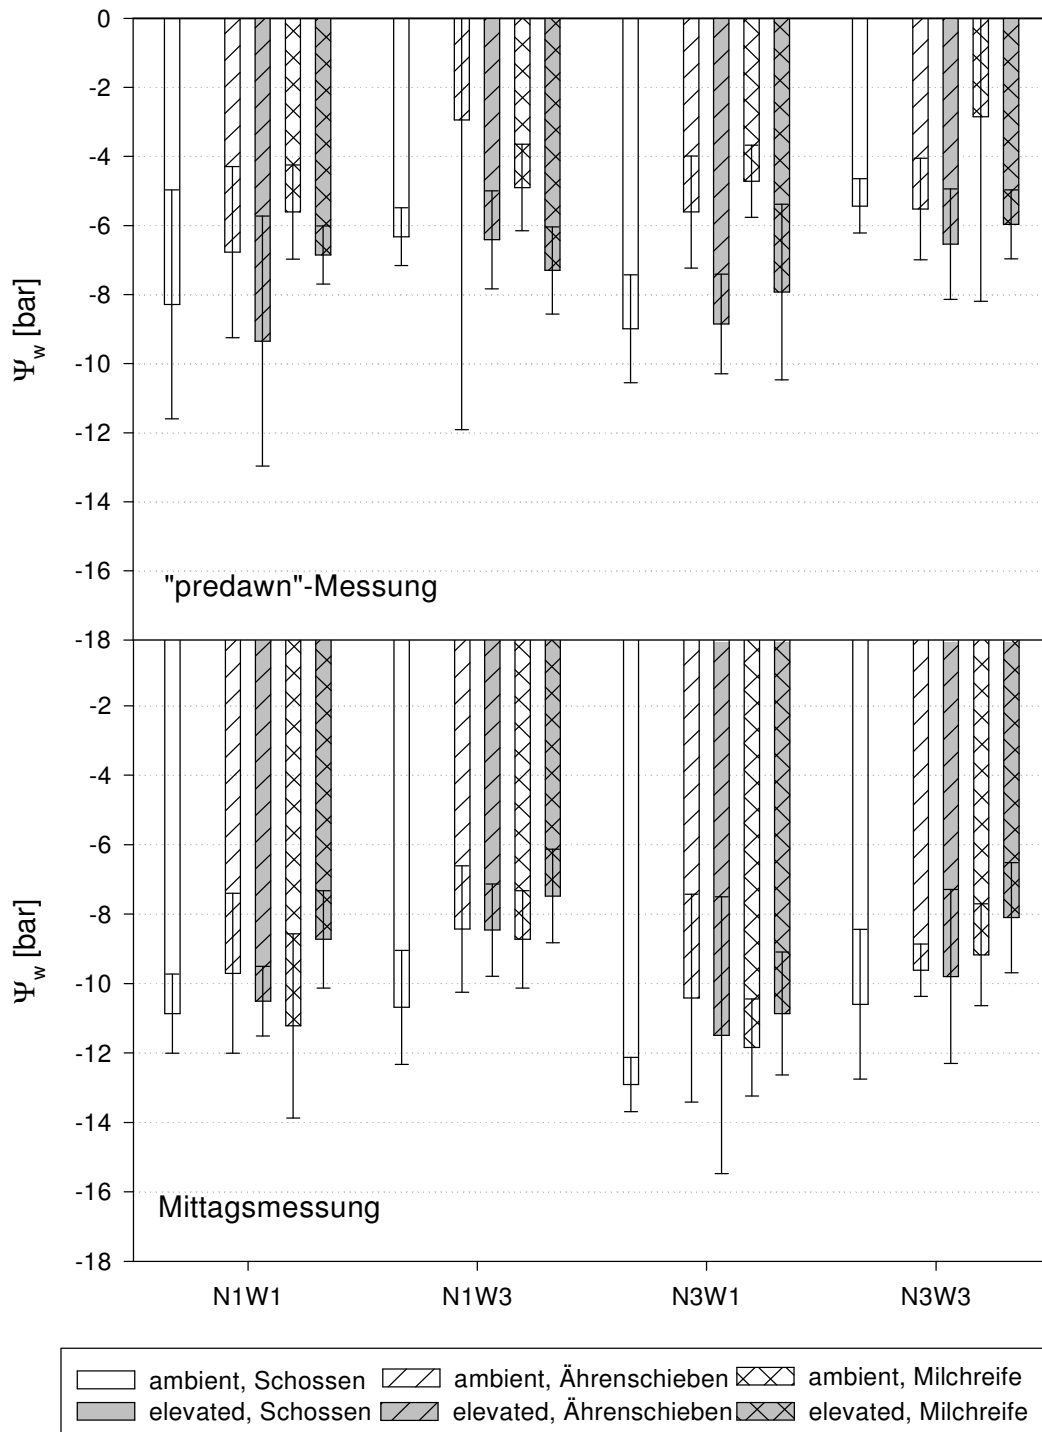 0
-2
-4
-6
-8
-10
-12
-14
-16
-18
Ψw [bar]
"predawn"-Messung
-2
-4
-6
-8
-10
-12
-14
-16
-18
Ψw [bar]
Mittagsmessung
N1W1 N1W3 N3W1 N3W3
ambient, Schossen ambient, Ährenschieben ambient, Milchreife
elevated, Schossen elevated, Ährenschieben elevated, Milchreife